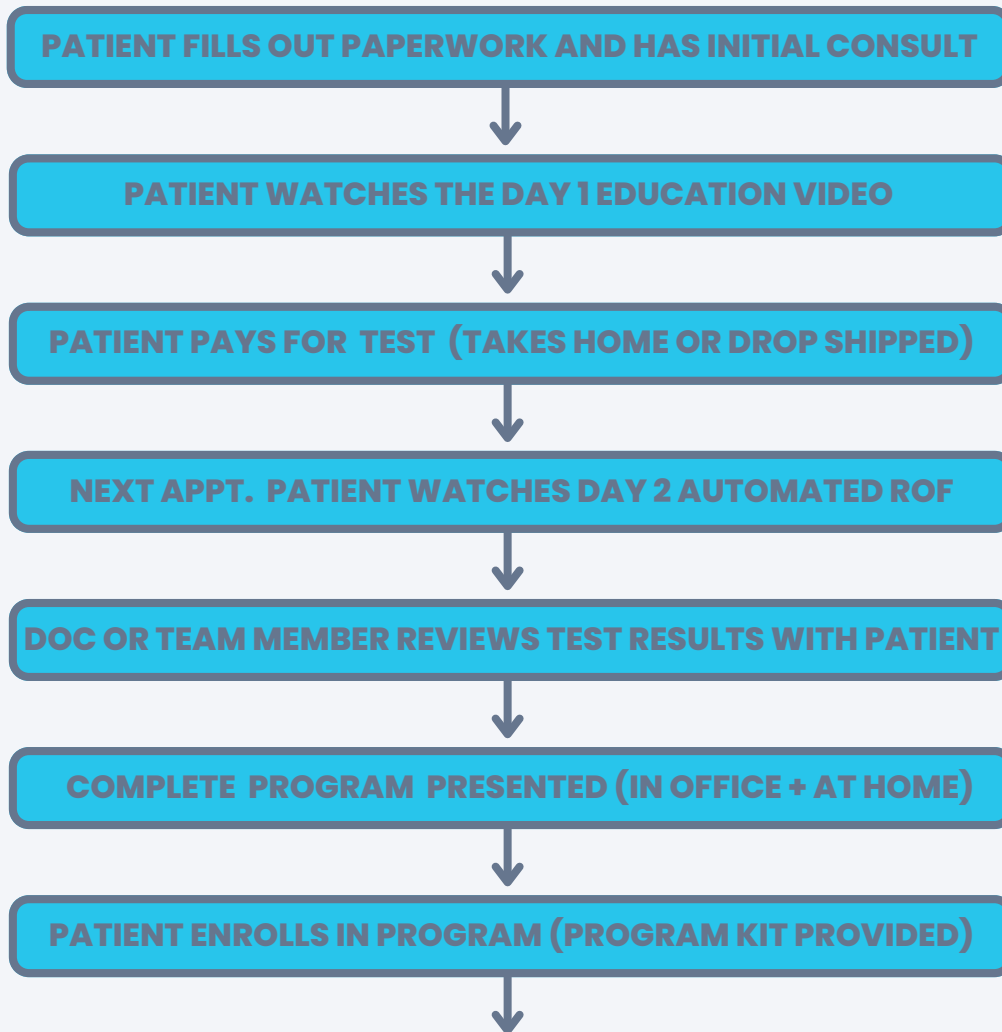 PATIENT FILLS OUT PAPERWORK AND HAS INITIAL CONSULT
PATIENT WATCHES THE DAY 1 EDUCATION VIDEO
PATIENT PAYS FOR TEST (TAKES HOME OR DROP SHIPPED)
NEXT APPT. PATIENT WATCHES DAY 2 AUTOMATED ROF
DOC OR TEAM MEMBER REVIEWS TEST RESULTS WITH PATIENT
COMPLETE PROGRAM PRESENTED (IN OFFICE + AT HOME)
PATIENT ENROLLS IN PROGRAM (PROGRAM KIT PROVIDED)